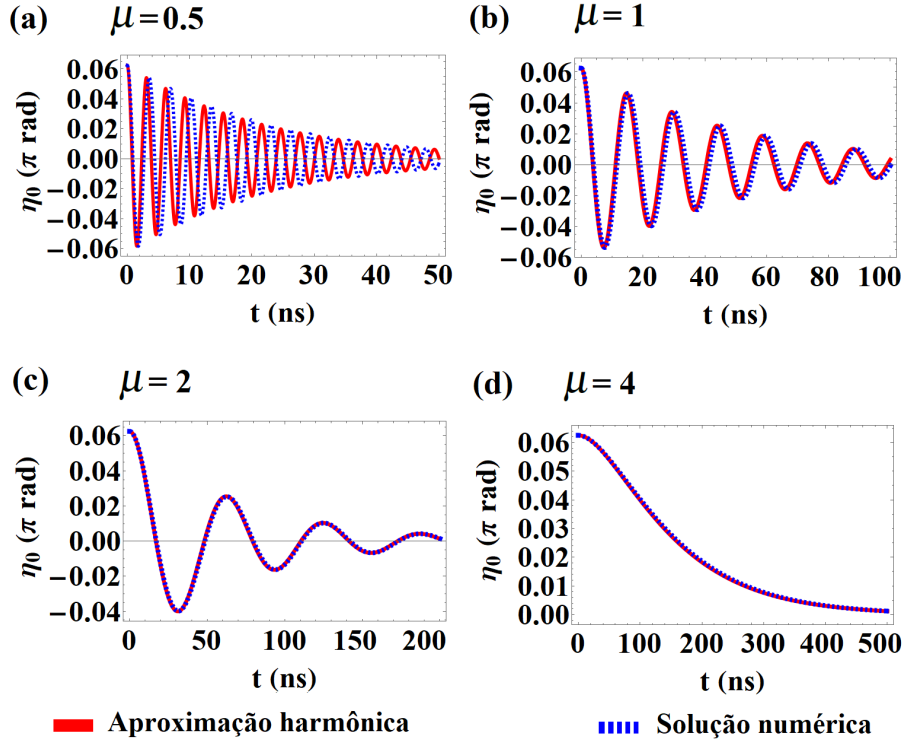 (a) μ = 0.5
(b) μ = 1
η₀ (π rad)
0.06
0.04
0.02
0.00
−0.02
−0.04
−0.06
0 10 20 30 40 50
t (ns)
η₀ (π rad)
0.06
0.04
0.02
0.00
−0.02
−0.04
−0.06
0 20 40 60 80 100
t (ns)
(c) μ = 2
(d) μ = 4
η₀ (π rad)
0.06
0.04
0.02
0.00
−0.02
−0.04
0 50 100 150 200
t (ns)
η₀ (π rad)
0.06
0.05
0.04
0.03
0.02
0.01
0.00
0 100 200 300 400 500
t (ns)
Aproximação harmônica
Solução numérica